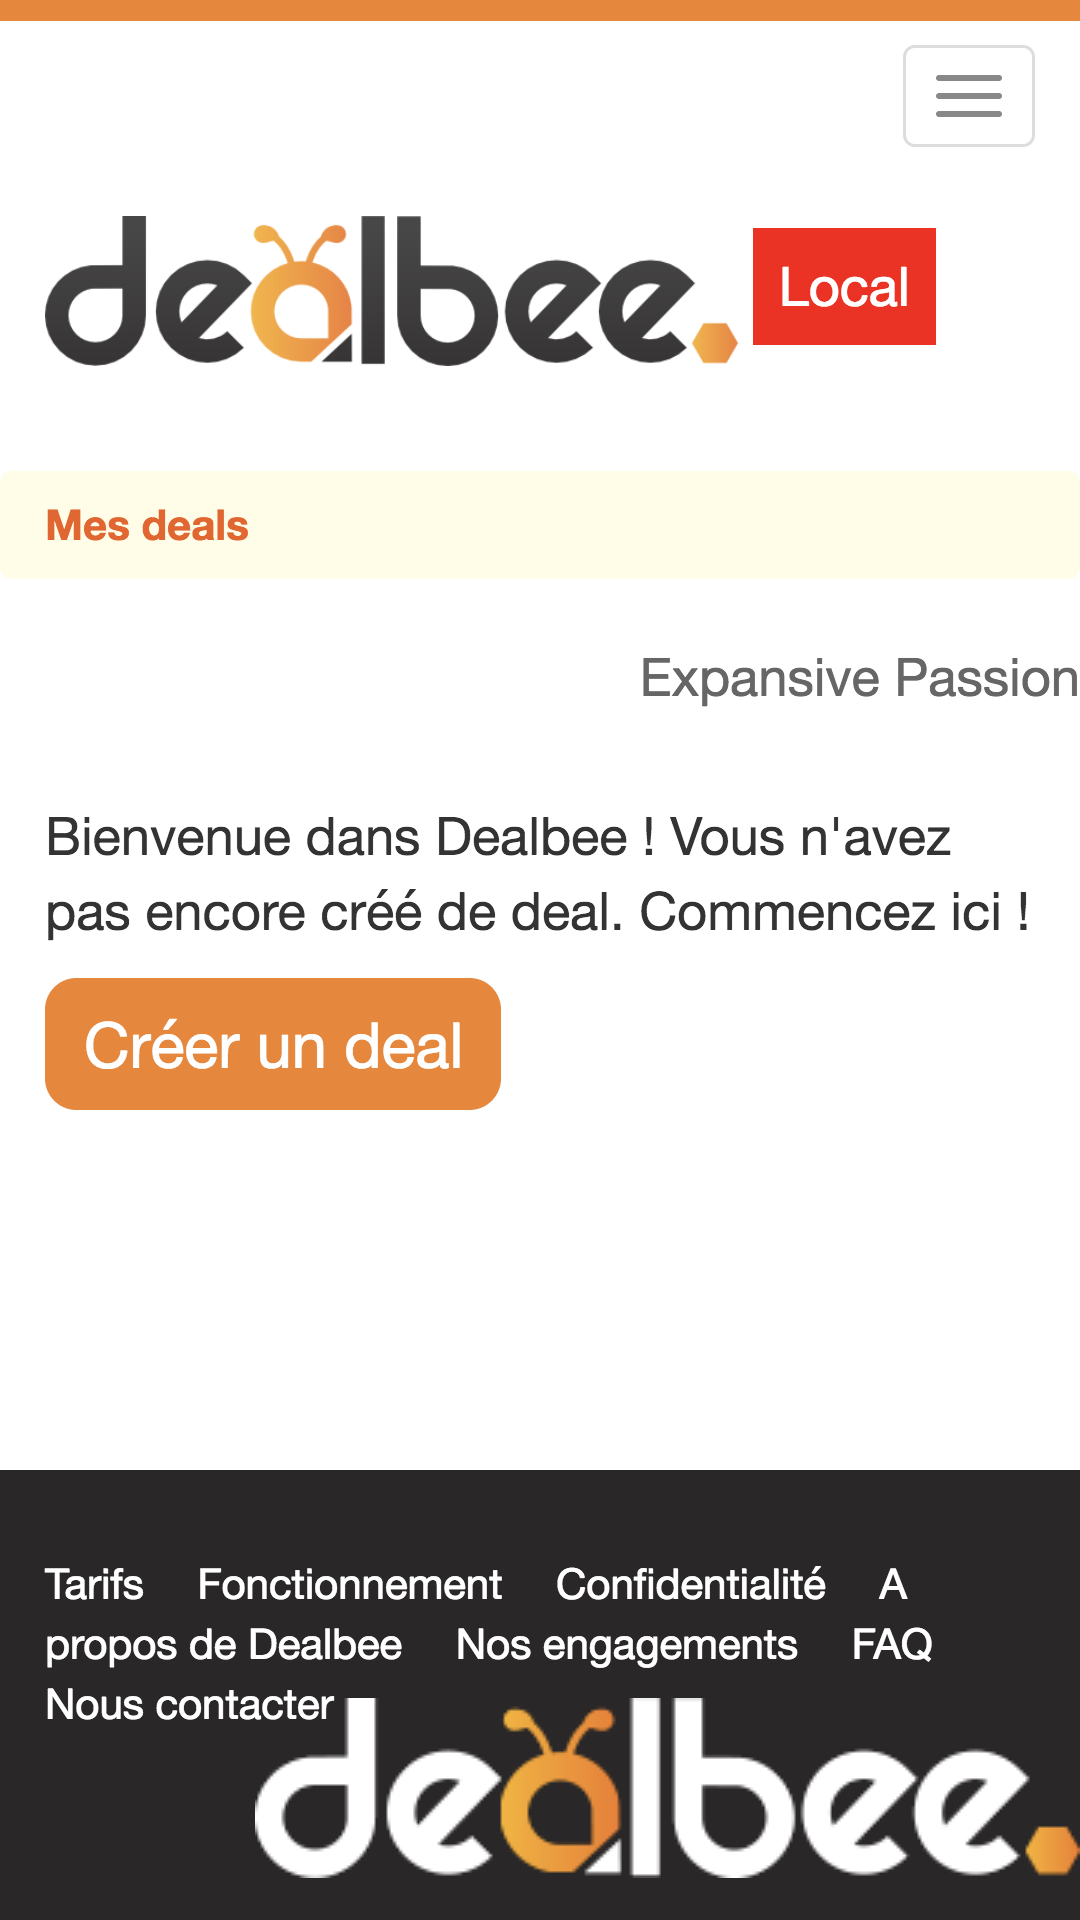 dealbee.
Local
Mes deals
Expansive Passion
Bienvenue dans Dealbee ! Vous n'avez
pas encore créé de deal. Commencez ici !
Créer un deal
Tarifs Fonctionnement Confidentialité A
propos de Dealbee Nos engagements FAQ
Nous contacter
dealbee.